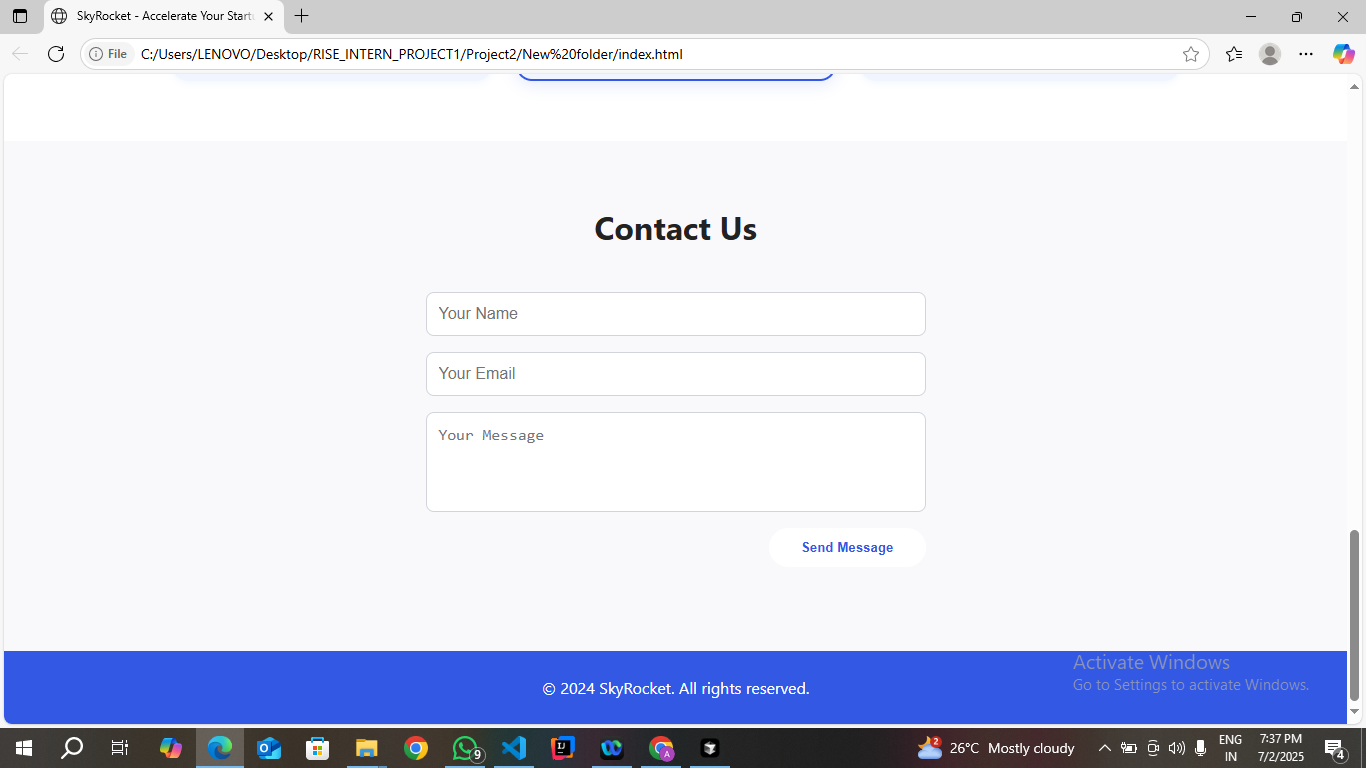 SkyRocket - Accelerate Your Startu
File
C:/Users/LENOVO/Desktop/RISE_INTERN_PROJECT1/Project2/New%20folder/index.html
Contact Us
Your Name
Your Email
Your Message
Send Message
© 2024 SkyRocket. All rights reserved.
Activate Windows
Go to Settings to activate Windows.
9
A
2
26°C Mostly cloudy
ENG
IN
7:37 PM
7/2/2025
4